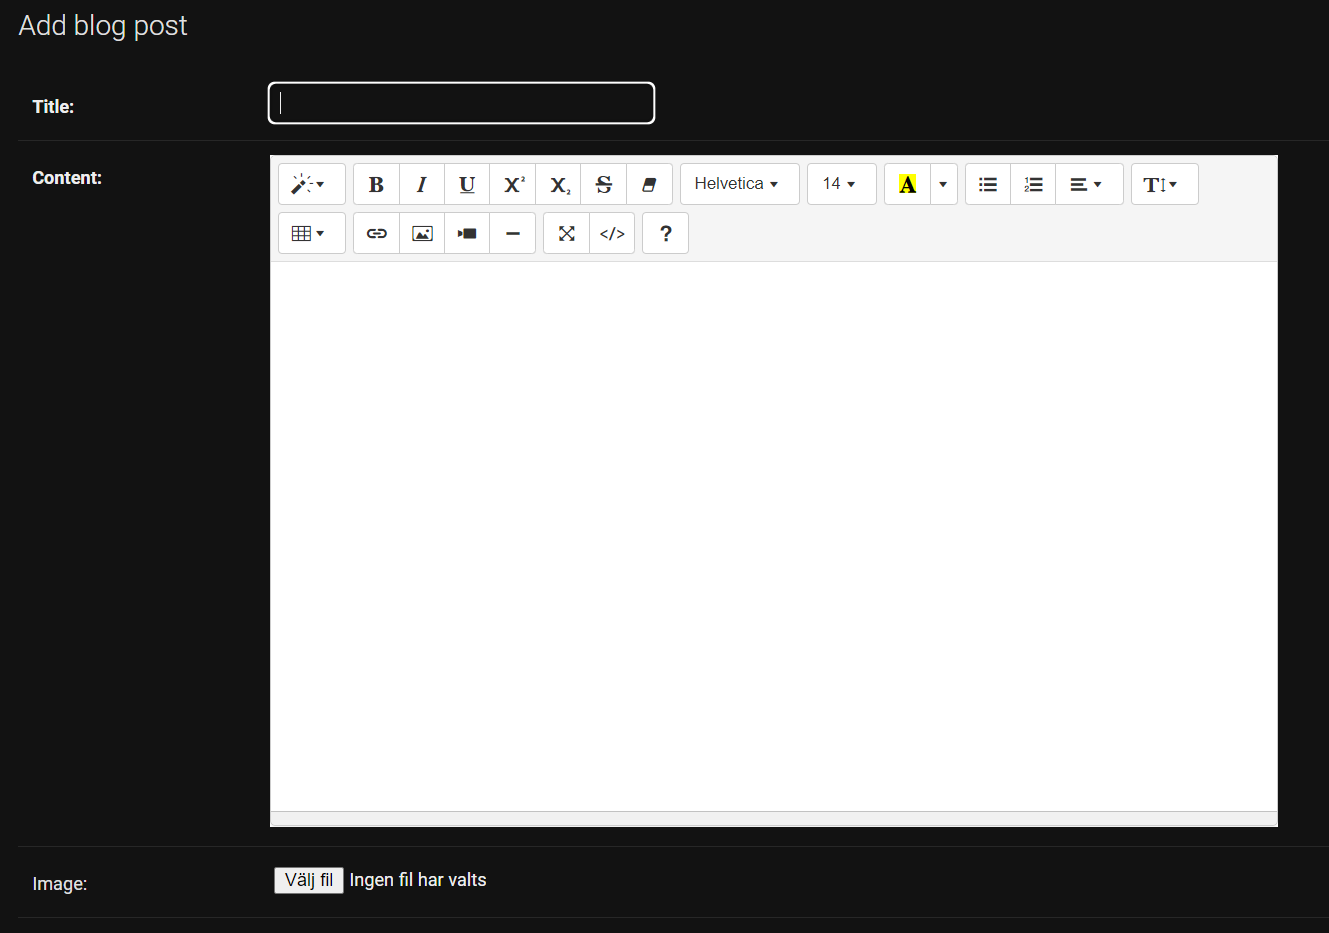 Add blog post
Title:
Content:
B I U X² X₂ S Helvetica 14 A T
</> ?
Image:
Välj fil Ingen fil har valts